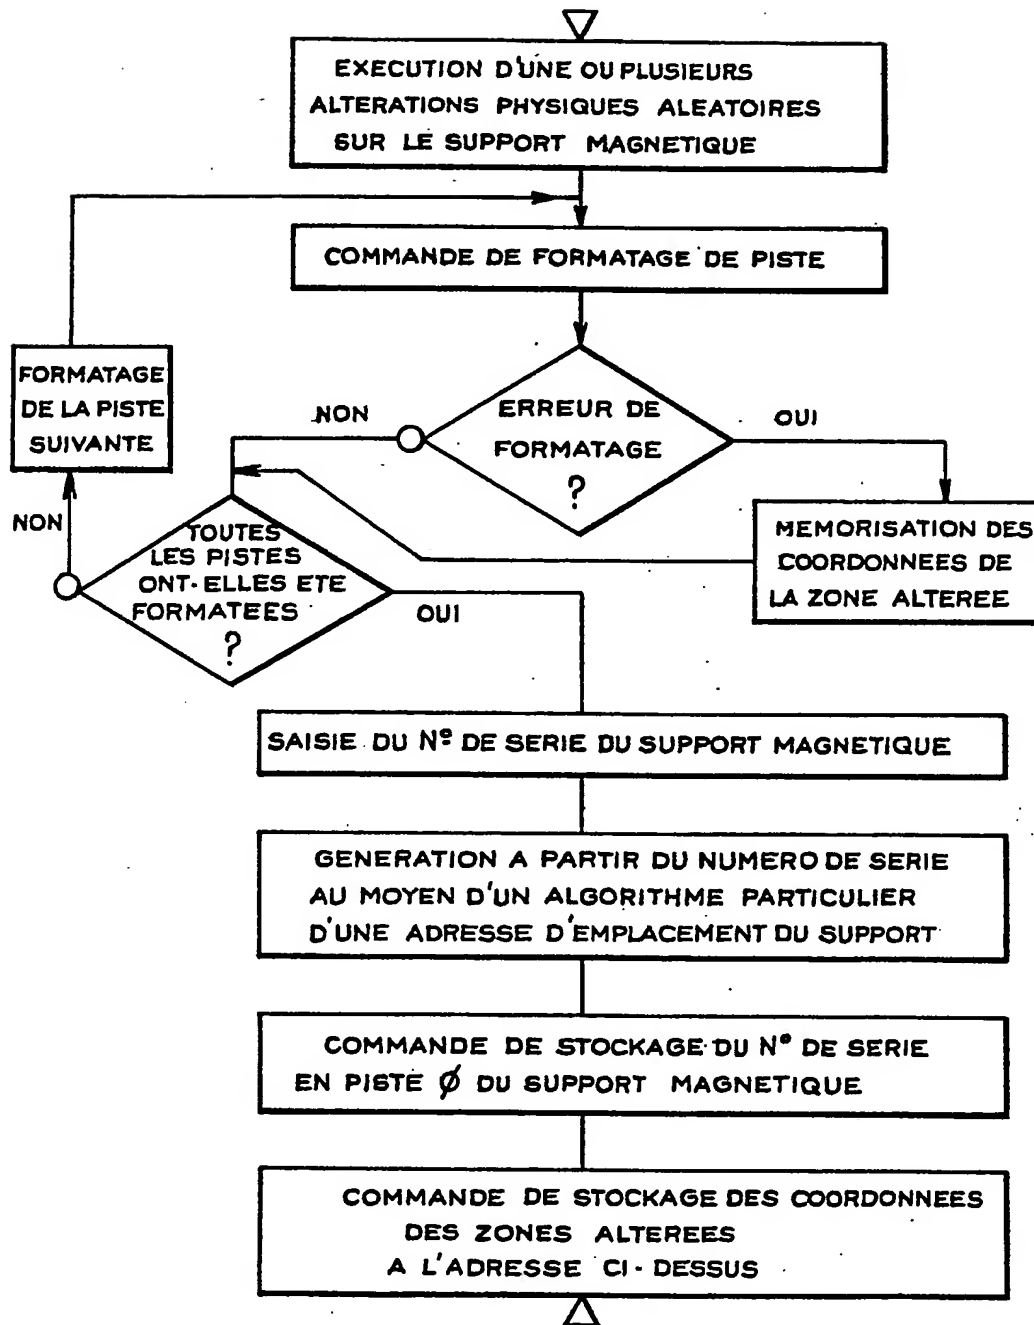 EXECUTION D'UNE OU PLUSIEURS
ALTERATIONS PHYSIQUES ALEATOIRES
SUR LE SUPPORT MAGNETIQUE
COMMANDE DE FORMATAGE DE PISTE
FORMATAGE
DE LA PISTE
SUIVANTE
NON
ERREUR DE
FORMATAGE
?
OUI
NON
TOUTES
LES PISTES
ONT-ELLES ETE
FORMATEES
?
OUI
MEMORISATION DES
COORDONNEES DE
LA ZONE ALTEREE
SAISIE DU Nº DE SERIE DU SUPPORT MAGNETIQUE
GENERATION A PARTIR DU NUMERO DE SERIE
AU MOYEN D'UN ALGORITHME PARTICULIER
D'UNE ADRESSE D'EMPLACEMENT DU SUPPORT
COMMANDE DE STOCKAGE DU Nº DE SERIE
EN PISTE Ø DU SUPPORT MAGNETIQUE
COMMANDE DE STOCKAGE DES COORDONNEES
DES ZONES ALTEREES
A L'ADRESSE CI-DESSUS